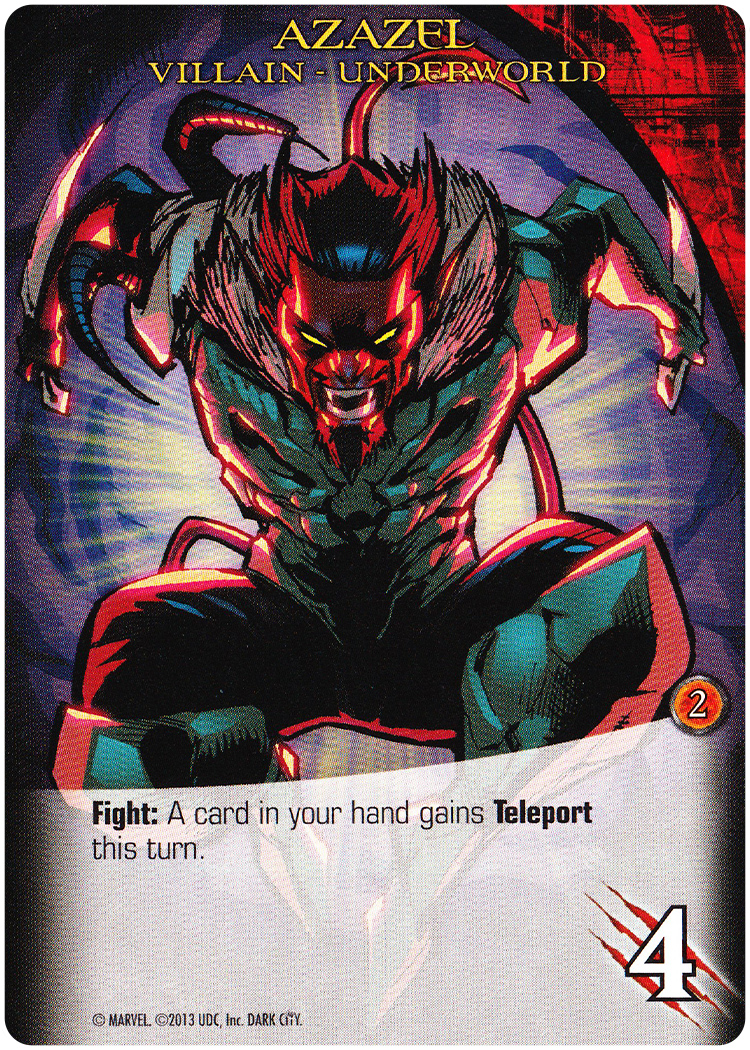 AZAZEL
VILLAIN - UNDERWORLD
2
Fight: A card in your hand gains Teleport
this turn.
4
© MARVEL. ©2013 UDC, Inc. DARK CITY.